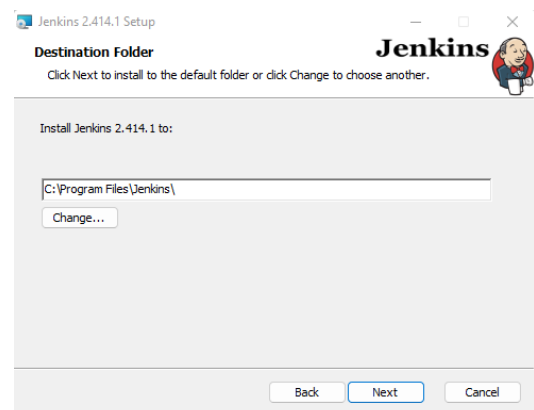 Jenkins 2.414.1 Setup
Destination Folder
Jenkins
Click Next to install to the default folder or click Change to choose another.
Install Jenkins 2.414.1 to:
C:\Program Files\Jenkins\
Change...
Back Next Cancel